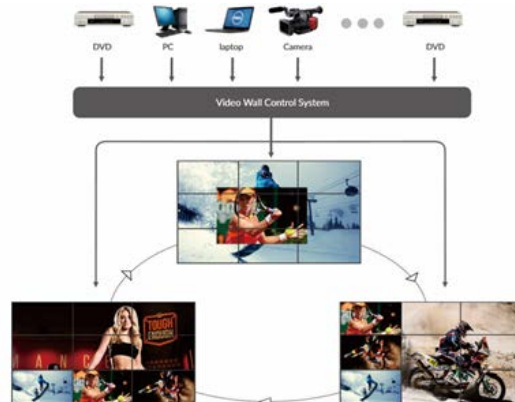 DVD
PC
laptop
Camera
DVD
Video Wall Control System
TOUGH
ENOUGH